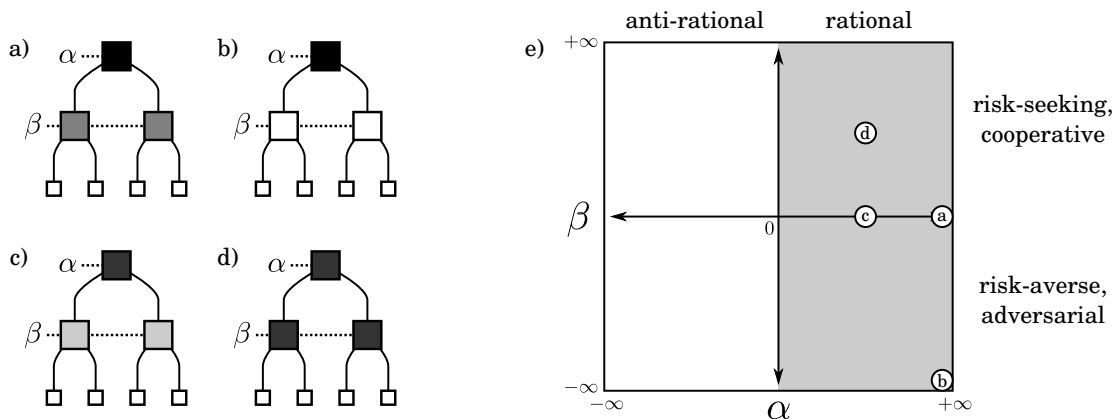 a)
α
β
b)
α
β
c)
α
β
d)
α
β
e)
anti-rational rational
+∞
risk-seeking,
cooperative
d
β
0
c
a
risk-averse,
adversarial
b
−∞
−∞
α
+∞